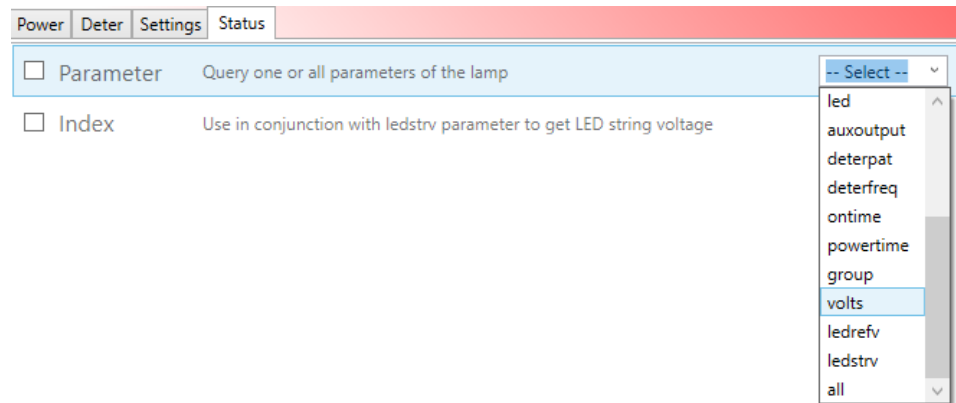 Power Deter Settings Status
Parameter Query one or all parameters of the lamp -- Select --
led
Index Use in conjunction with ledstrv parameter to get LED string voltage
auxoutput
deterpat
deterfreq
ontime
powertime
group
volts
ledrefv
ledstrv
all